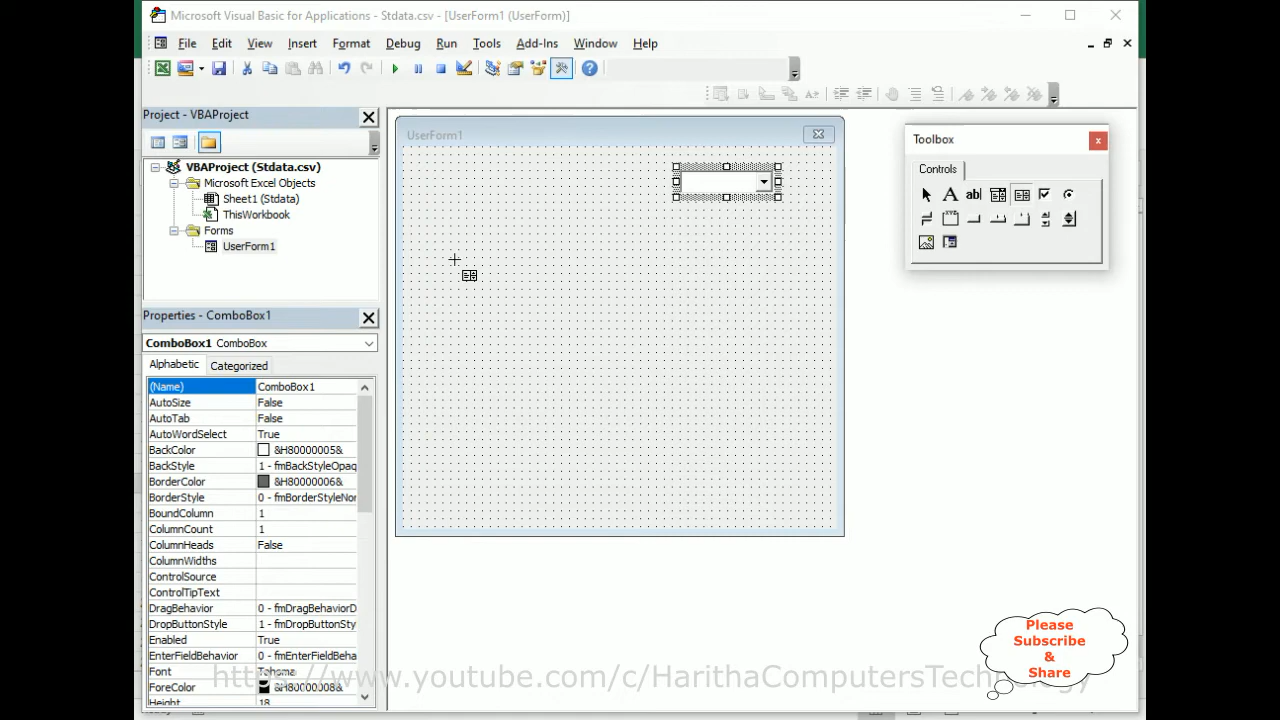 Microsoft Visual Basic for Applications - Stdata.csv - [UserForm1 (UserForm)]
File Edit View Insert Format Debug Run Tools Add-Ins Window Help
Project - VBAProject
VBAProject (Stdata.csv)
Microsoft Excel Objects
Sheet1 (Stdata)
ThisWorkbook
Forms
UserForm1
Properties - ComboBox1
ComboBox1 ComboBox
Alphabetic Categorized
(Name) ComboBox1
AutoSize False
AutoTab False
AutoWordSelect True
BackColor &H80000005&
BackStyle 1 - fmBackStyleOpaq
BorderColor &H80000006&
BorderStyle 0 - fmBorderStyleNor
BoundColumn 1
ColumnCount 1
ColumnHeads False
ColumnWidths
ControlSource
ControlTipText
DragBehavior 0 - fmDragBehaviorD
DropButtonStyle 1 - fmDropButtonSty
Enabled True
EnterFieldBehavior 0 - fmEnterFieldBeha
Font Tahoma
ForeColor &H80000008&
Height 18
UserForm1
Toolbox
Controls
A ab
XYZ
Please
Subscribe
&
Share
https://www.youtube.com/c/HarithaComputersTechnology